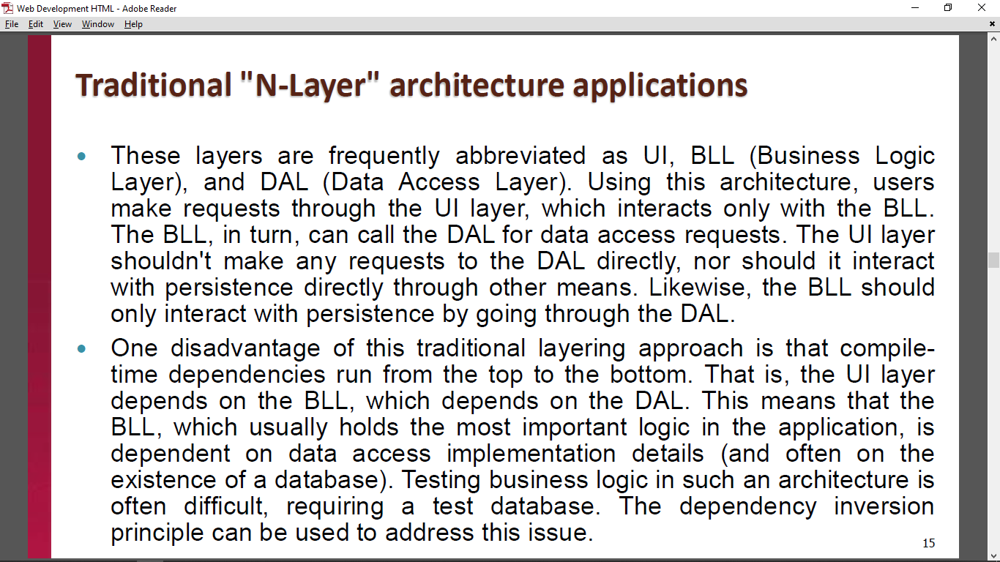 Web Development HTML - Adobe Reader
File Edit View Window Help
Traditional "N-Layer" architecture applications
• These layers are frequently abbreviated as UI, BLL (Business Logic
Layer), and DAL (Data Access Layer). Using this architecture, users
make requests through the UI layer, which interacts only with the BLL.
The BLL, in turn, can call the DAL for data access requests. The UI layer
shouldn't make any requests to the DAL directly, nor should it interact
with persistence directly through other means. Likewise, the BLL should
only interact with persistence by going through the DAL.
• One disadvantage of this traditional layering approach is that compile-
time dependencies run from the top to the bottom. That is, the UI layer
depends on the BLL, which depends on the DAL. This means that the
BLL, which usually holds the most important logic in the application, is
dependent on data access implementation details (and often on the
existence of a database). Testing business logic in such an architecture is
often difficult, requiring a test database. The dependency inversion
principle can be used to address this issue.
15